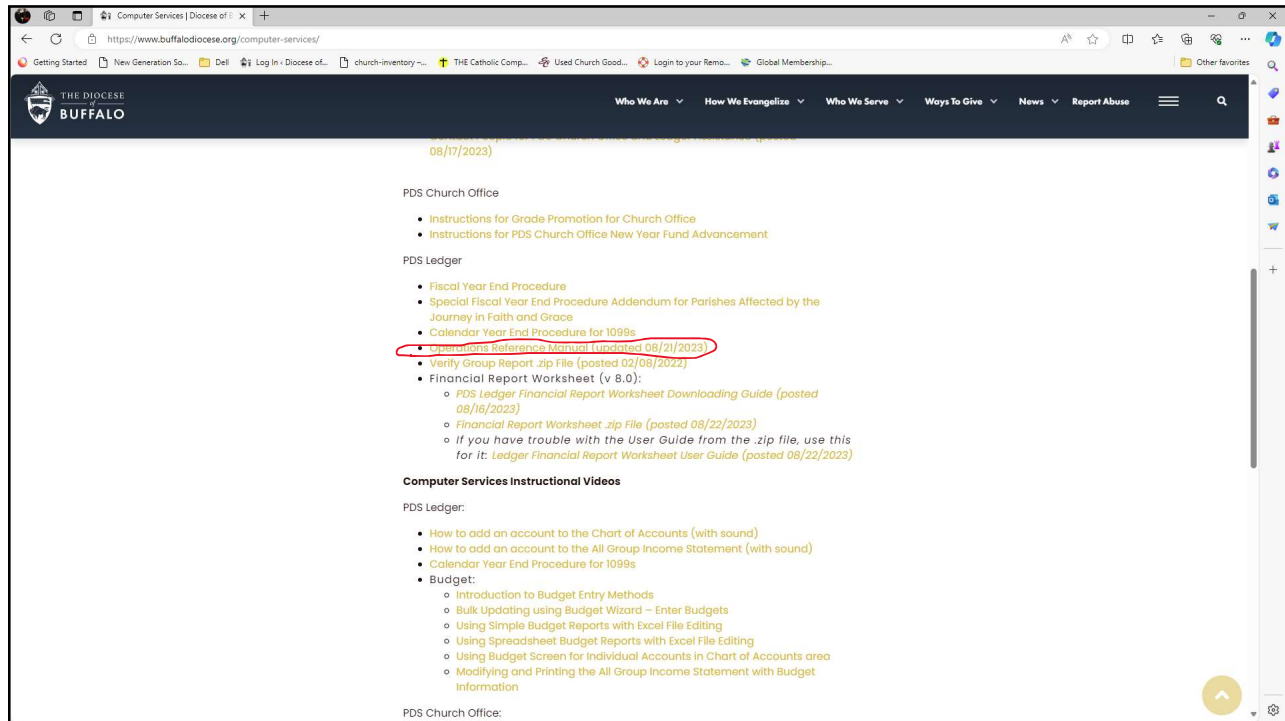 Computer Services | Diocese of B
https://www.buffalodiocese.org/computer-services/
Getting Started New Generation So... Dell Log In ‹ Diocese of... church-inventory –... THE Catholic Comp... Used Church Good... Login to your Remo... Global Membership... Other favorites
THE DIOCESE
of
BUFFALO
Who We Are How We Evangelize Who We Serve Ways To Give News Report Abuse
08/17/2023)
PDS Church Office
• Instructions for Grade Promotion for Church Office
• Instructions for PDS Church Office New Year Fund Advancement
PDS Ledger
• Fiscal Year End Procedure
• Special Fiscal Year End Procedure Addendum for Parishes Affected by the
Journey in Faith and Grace
• Calendar Year End Procedure for 1099s
• Operations Reference Manual (updated 08/21/2023)
• Verify Group Report .zip File (posted 02/08/2022)
• Financial Report Worksheet (v 8.0):
○ PDS Ledger Financial Report Worksheet Downloading Guide (posted
08/16/2023)
○ Financial Report Worksheet .zip File (posted 08/22/2023)
○ If you have trouble with the User Guide from the .zip file, use this
for it: Ledger Financial Report Worksheet User Guide (posted 08/22/2023)
Computer Services Instructional Videos
PDS Ledger:
• How to add an account to the Chart of Accounts (with sound)
• How to add an account to the All Group Income Statement (with sound)
• Calendar Year End Procedure for 1099s
• Budget:
○ Introduction to Budget Entry Methods
○ Bulk Updating using Budget Wizard – Enter Budgets
○ Using Simple Budget Reports with Excel File Editing
○ Using Spreadsheet Budget Reports with Excel File Editing
○ Using Budget Screen for Individual Accounts in Chart of Accounts area
○ Modifying and Printing the All Group Income Statement with Budget
Information
PDS Church Office: